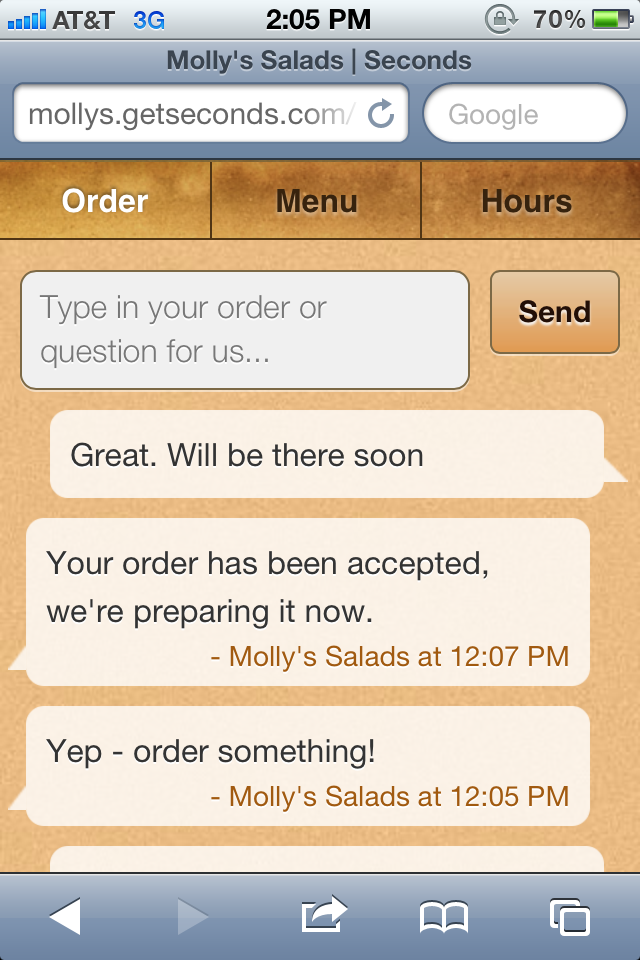 AT&T 3G 2:05 PM 70%
Molly's Salads | Seconds
mollys.getseconds.com/ Google
Order Menu Hours
Type in your order or
question for us...
Send
Great. Will be there soon
Your order has been accepted,
we're preparing it now.
- Molly's Salads at 12:07 PM
Yep - order something!
- Molly's Salads at 12:05 PM